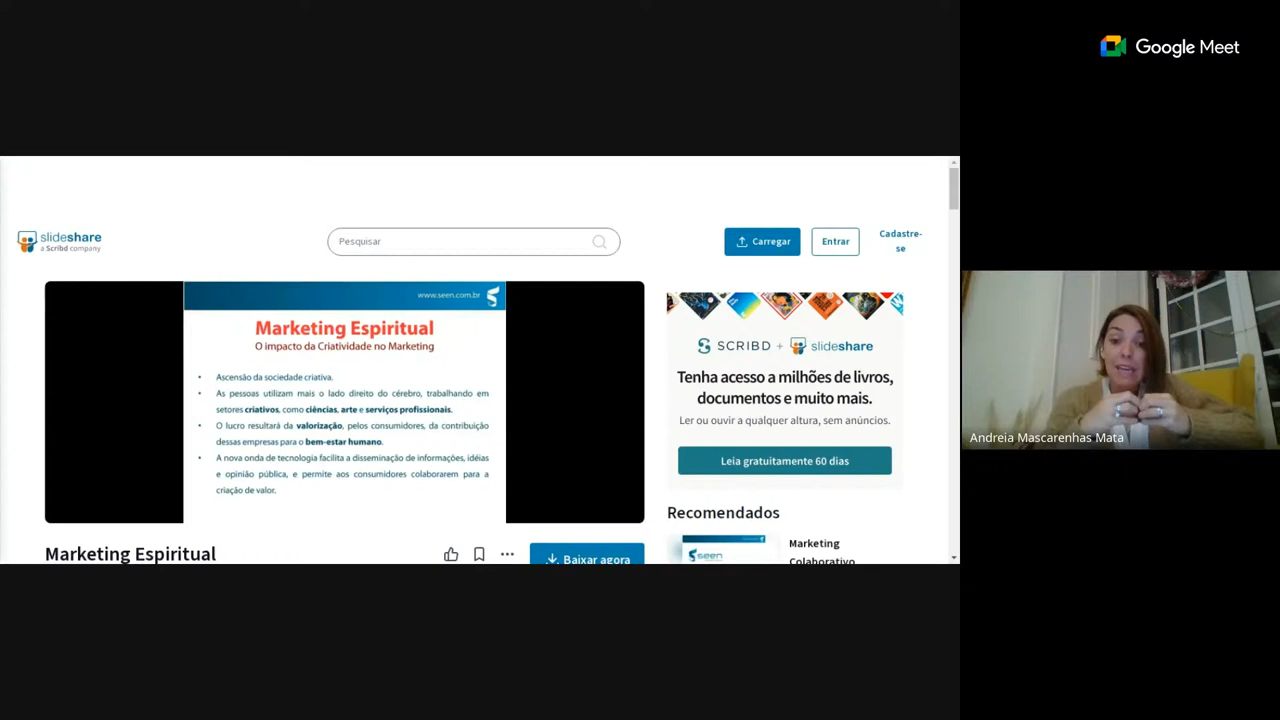 Google Meet
slideshare
a Scribd company
Pesquisar
Carregar
Entrar
Cadastre-
se
www.seen.com.br
Marketing Espiritual
O impacto da Criatividade no Marketing
• Ascensão da sociedade criativa.
• As pessoas utilizam mais o lado direito do cérebro, trabalhando em
setores criativos, como ciências, arte e serviços profissionais.
• O lucro resultará da valorização, pelos consumidores, da contribuição
dessas empresas para o bem-estar humano.
• A nova onda de tecnologia facilita a disseminação de informações, idéias
e opinião pública, e permite aos consumidores colaborarem para a
criação de valor.
Marketing Espiritual
Baixar agora
SCRIBD + slideshare
Tenha acesso a milhões de livros,
documentos e muito mais.
Ler ou ouvir a qualquer altura, sem anúncios.
Leia gratuitamente 60 dias
Recomendados
seen
Marketing
Colaborativo
Andreia Mascarenhas Mata